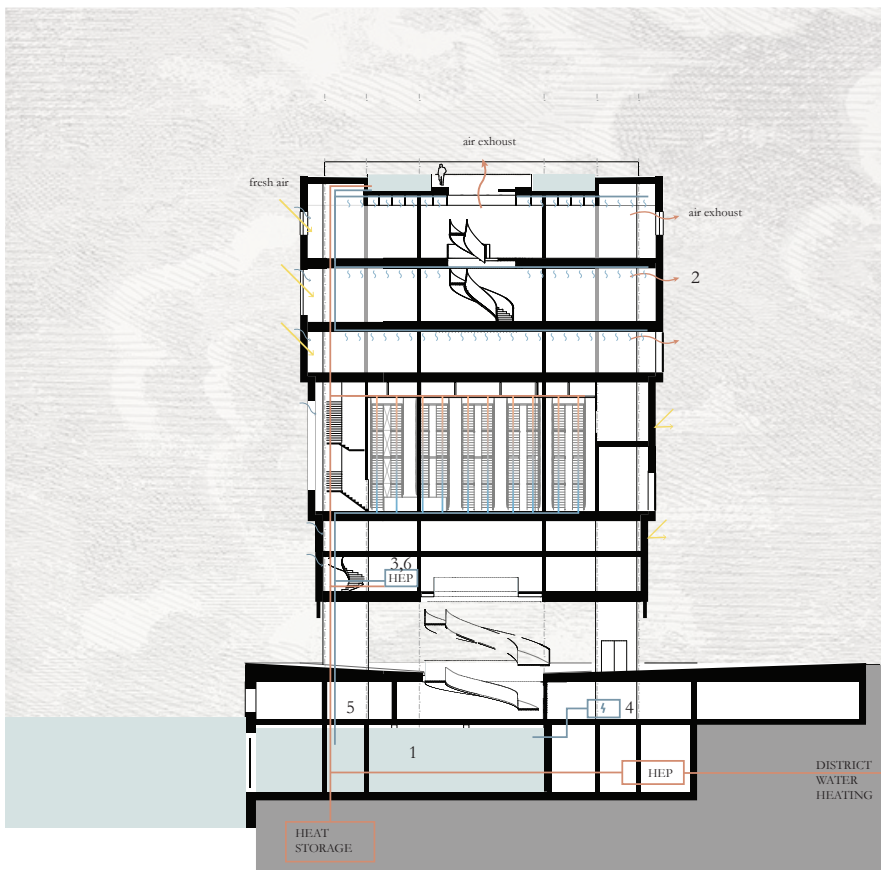 air exhoust
fresh air
air exhoust
2
3,6
HEP
5
4
1
HEP
DISTRICT
WATER
HEATING
HEAT
STORAGE